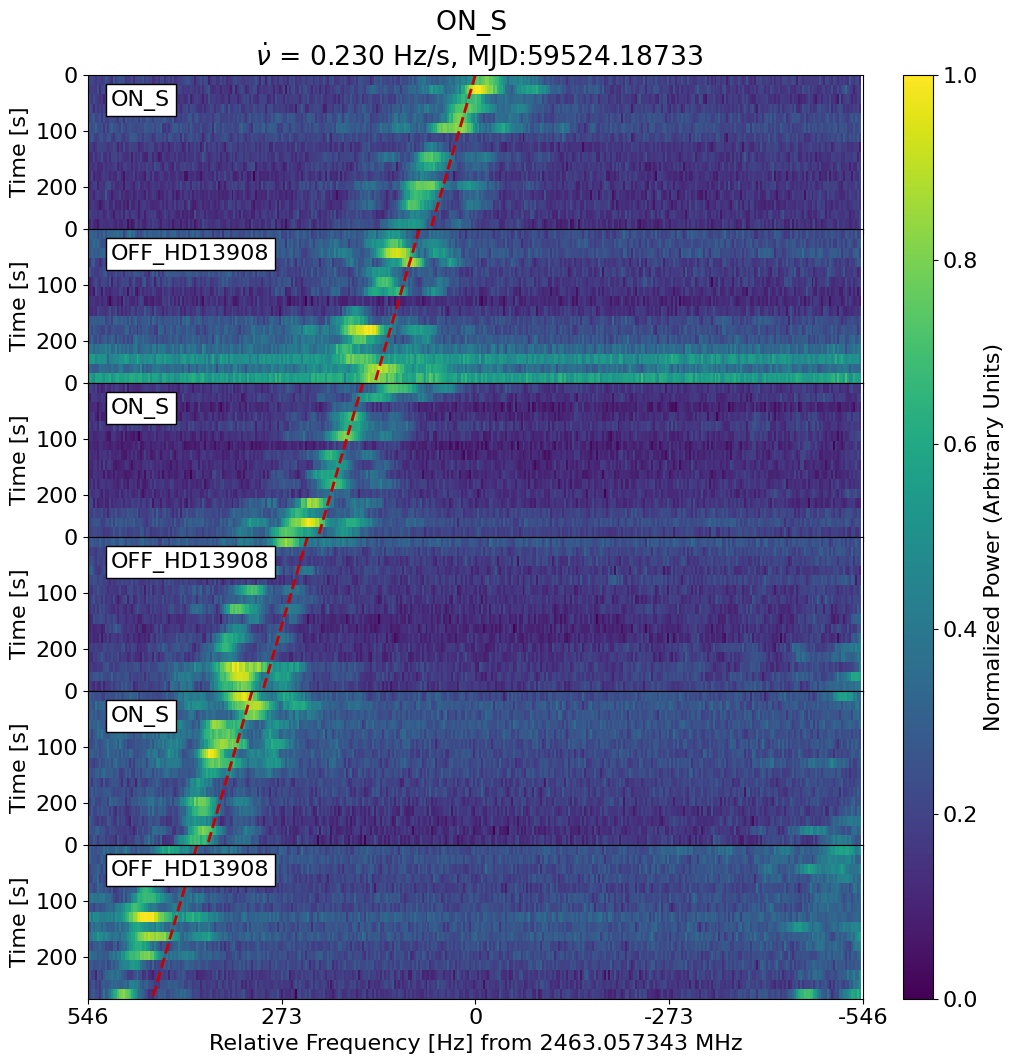 ON_S
ν̇ = 0.230 Hz/s, MJD:59524.18733
0
ON_S
100
Time [s]
200
0
OFF_HD13908
100
Time [s]
200
0
ON_S
100
Time [s]
200
0
OFF_HD13908
100
Time [s]
200
0
ON_S
100
Time [s]
200
0
OFF_HD13908
100
Time [s]
200
546 273 0 -273 -546
Relative Frequency [Hz] from 2463.057343 MHz
1.0
0.8
0.6
0.4
0.2
0.0
Normalized Power (Arbitrary Units)